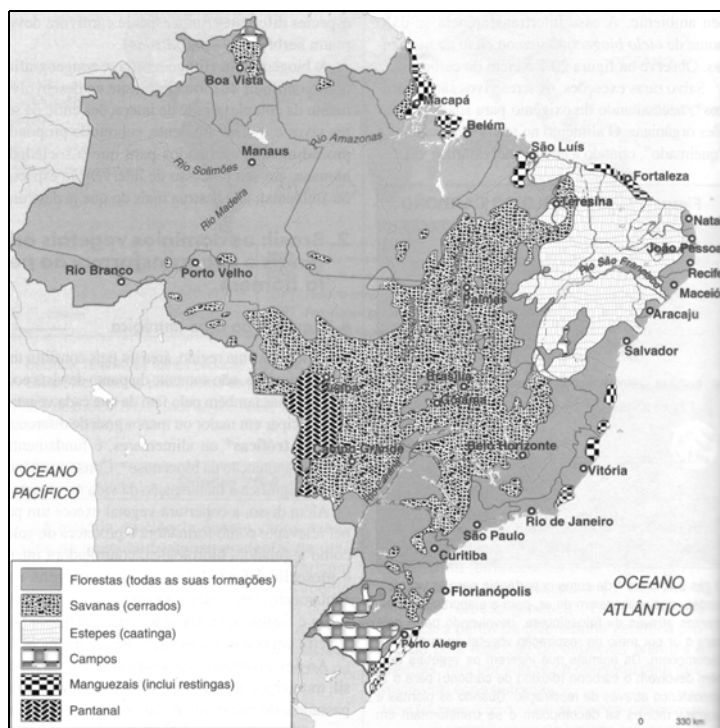 Boa Vista
Macapá
Belém
Rio Amazonas
São Luís
Manaus
Rio Solimões
Fortaleza
Teresina
Rio Madeira
Natal
João Pessoa
Rio São Francisco
Recife
Porto Velho
Rio Branco
Maceió
Palmas
Aracaju
Salvador
Cuiabá
Brasília
Goiânia
Campo Grande
Belo Horizonte
OCEANO
PACÍFICO
Vitória
Rio de Janeiro
São Paulo
Curitiba
Florianópolis
OCEANO
ATLÂNTICO
Porto Alegre
Florestas (todas as suas formações)
Savanas (cerrados)
Estepes (caatinga)
Campos
Manguezais (inclui restingas)
Pantanal
0 330 km